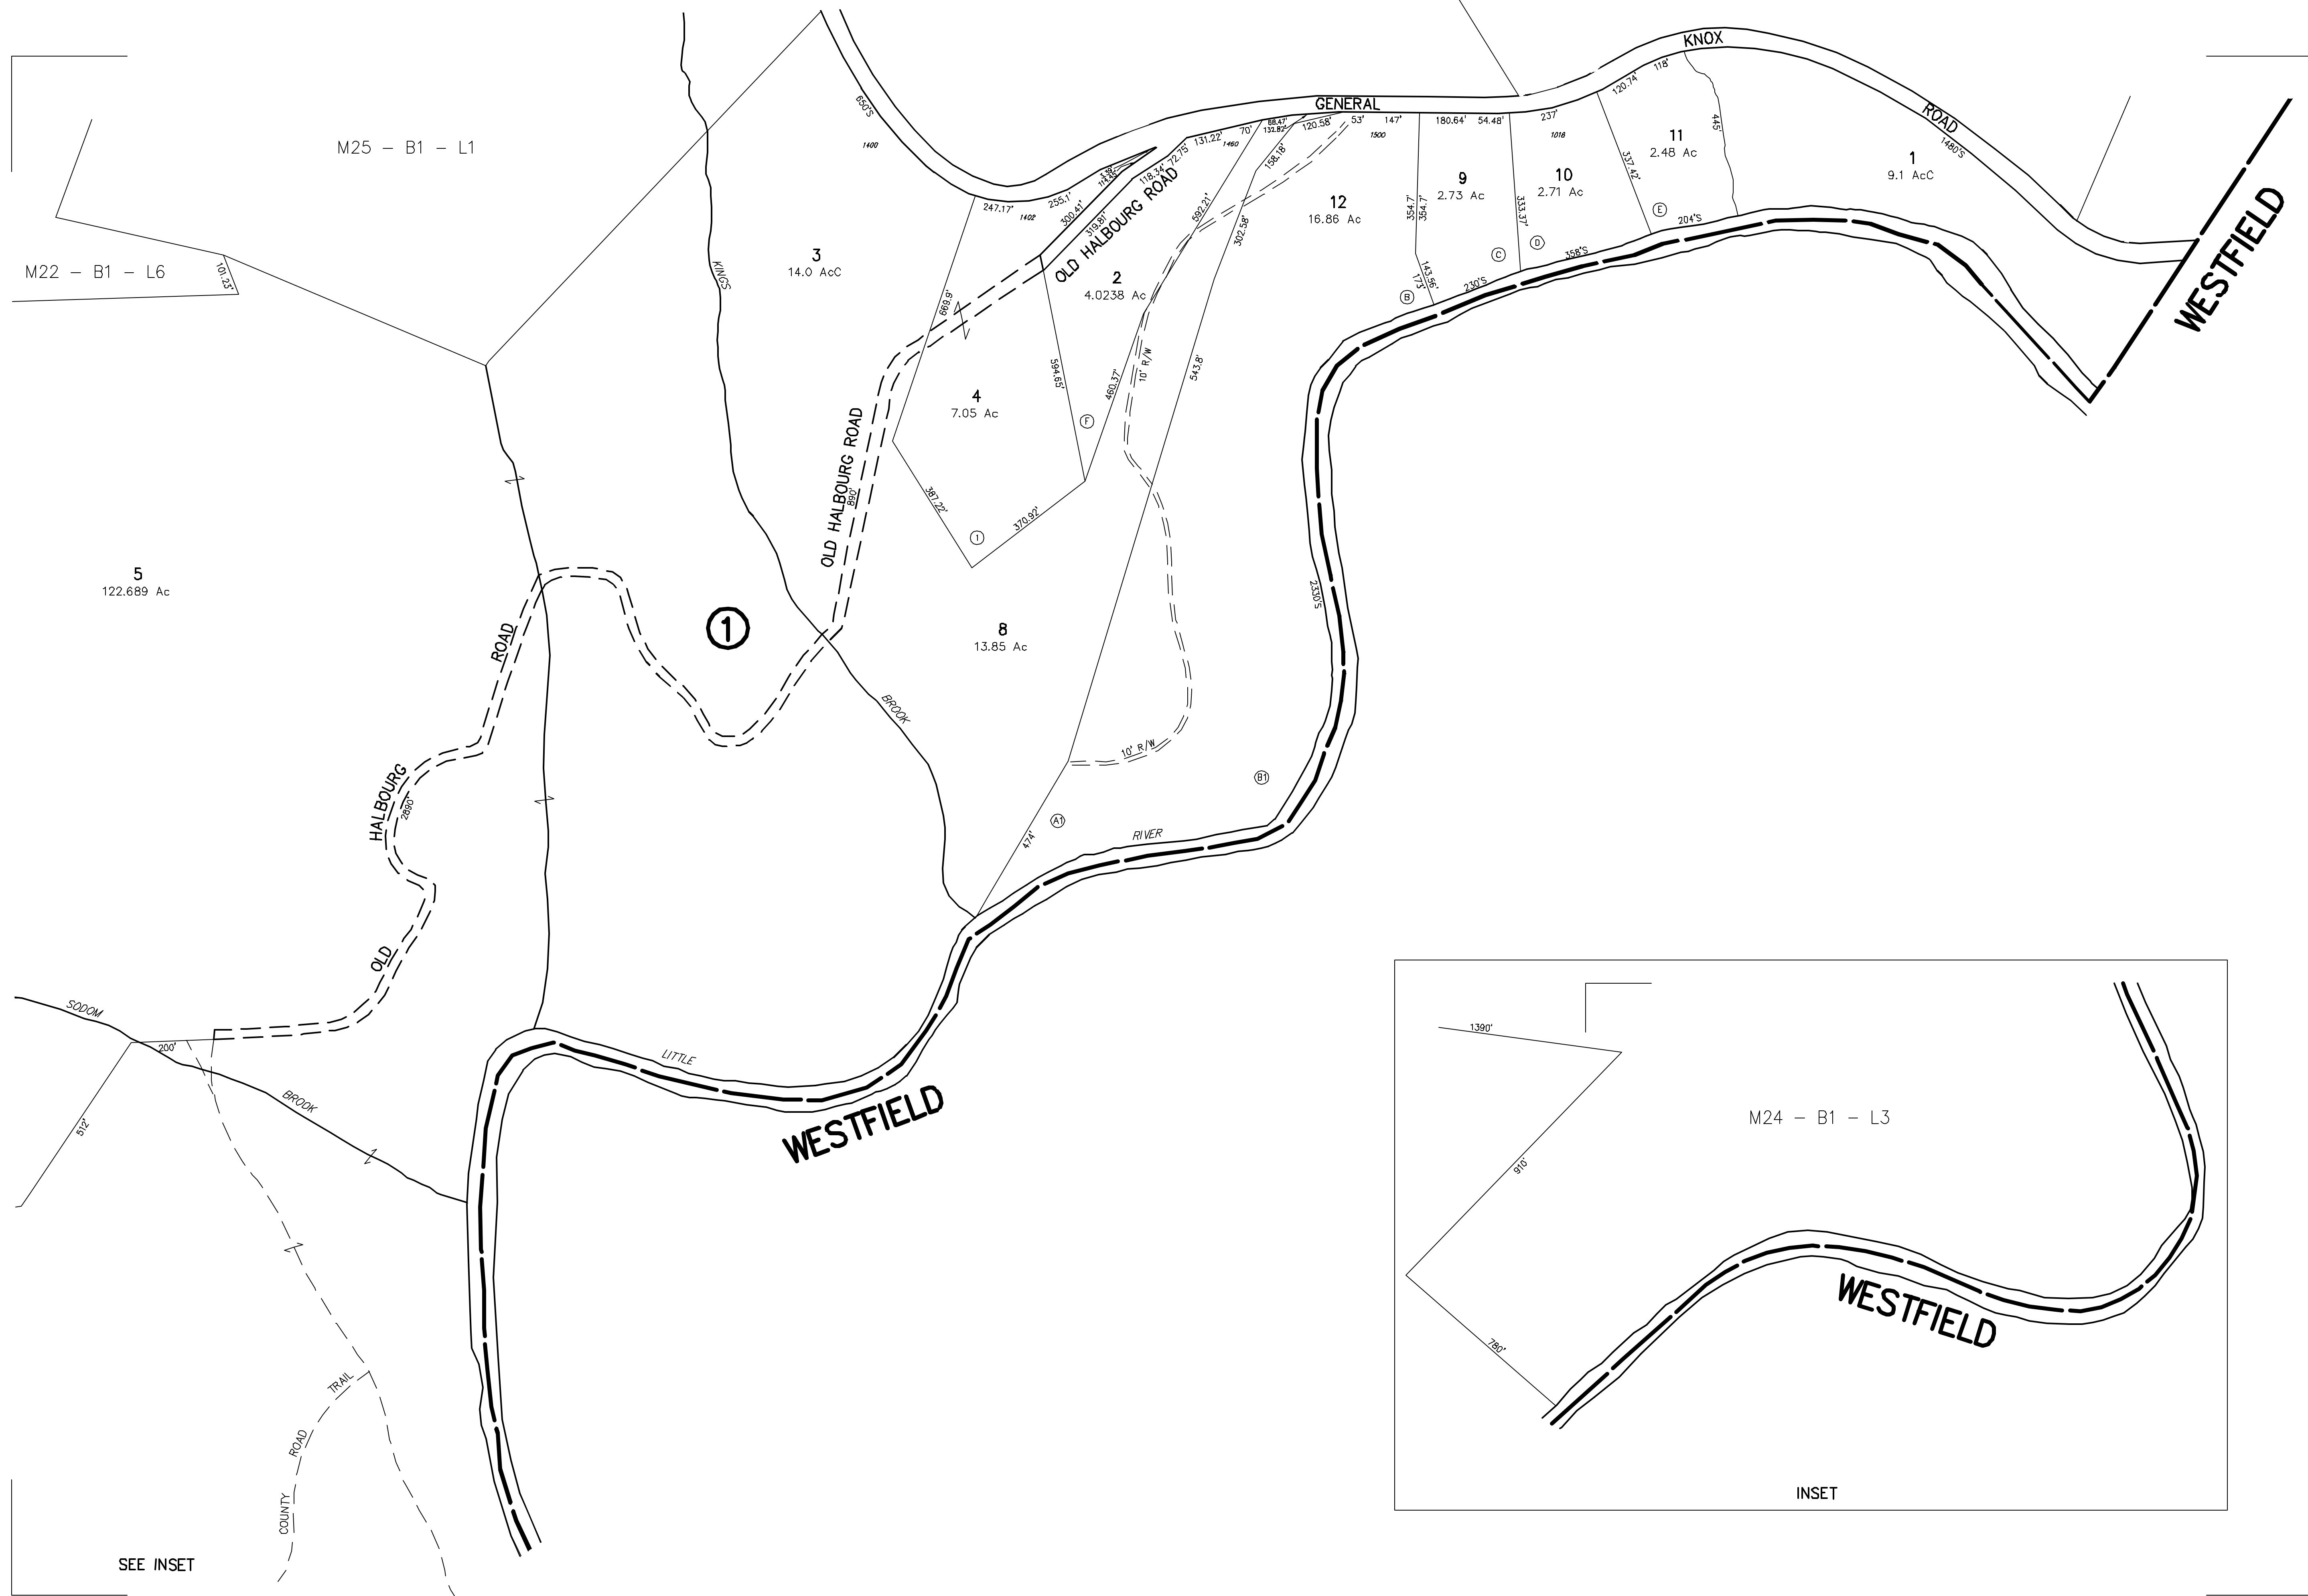 KNOX
GENERAL
ROAD
WESTFIELD
M25 - B1 - L1
M22 - B1 - L6
101.23'
650'S
1400
247.17'
1402
255.1'
300.41'
319.81'
118.34'
72.75'
131.22'
1460
70'
68.47'
132.82'
120.58'
53'
147'
1500
180.64'
54.48'
237'
1016
120.74'
118'
445'
337.42'
1480'S
11
2.48 Ac
1
9.1 AcC
10
2.71 Ac
9
2.73 Ac
12
16.86 Ac
354.7'
354.7'
333.37'
143.56'
173'
230'S
358'S
204'S
B
C
D
E
158.18'
592.21'
302.58'
543.8'
460.37'
594.65'
669.9'
OLD HALBOURG ROAD
2
4.0238 Ac
3
14.0 AcC
KINGS
4
7.05 Ac
F
10' R/W
387.22'
370.92'
1
OLD HALBOURG ROAD
890'
5
122.689 Ac
1
8
13.85 Ac
2330'S
ROAD
BROOK
10' R/W
B1
A1
474'
RIVER
HALBOURG
2890'
OLD
SODOM
200'
BROOK
512'
LITTLE
WESTFIELD
TRAIL
ROAD
COUNTY
SEE INSET
1390'
M24 - B1 - L3
910'
780'
WESTFIELD
INSET